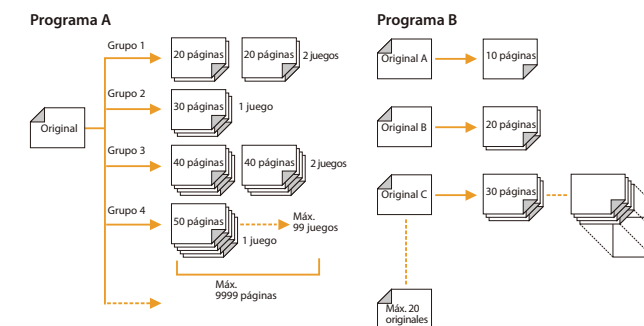 Programa A
Grupo 1
20 páginas
20 páginas
2 juegos
Grupo 2
30 páginas
1 juego
Original
Grupo 3
40 páginas
40 páginas
2 juegos
Grupo 4
50 páginas
1 juego
Máx.
99 juegos
Máx.
9999 páginas
Programa B
Original A
10 páginas
Original B
20 páginas
Original C
30 páginas
Máx. 20
originales